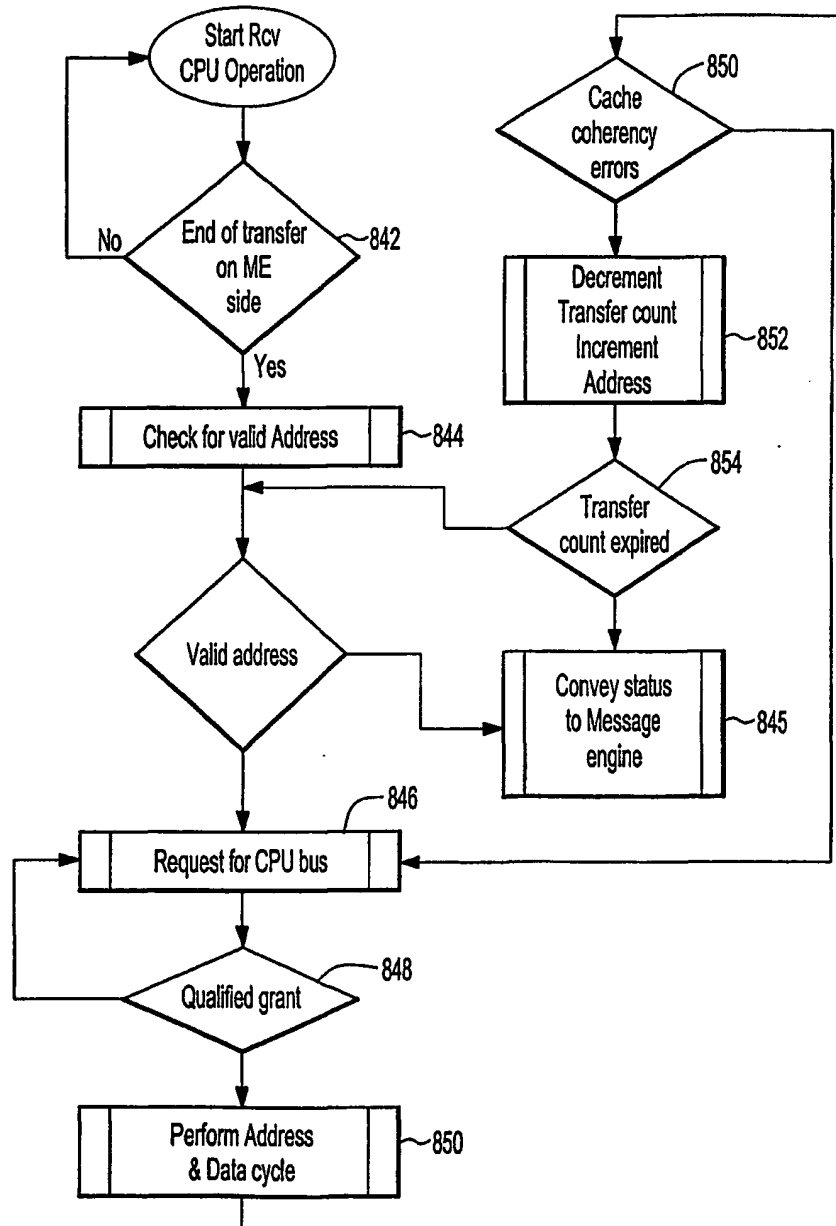 Start Rcv
CPU Operation
End of transfer
on ME
side
842
No
Yes
Check for valid Address
844
Valid address
846
Request for CPU bus
848
Qualified grant
Perform Address
& Data cycle
850
850
Cache
coherency
errors
Decrement
Transfer count
Increment
Address
852
854
Transfer
count expired
Convey status
to Message
engine
845